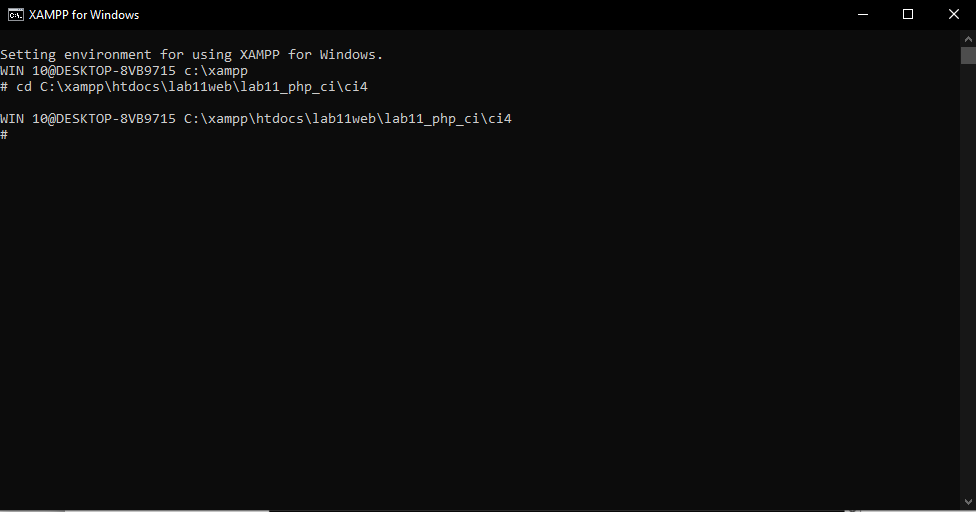 XAMPP for Windows
Setting environment for using XAMPP for Windows.
WIN 10@DESKTOP-8VB9715 c:\xampp
# cd C:\xampp\htdocs\lab11web\lab11_php_ci\ci4
WIN 10@DESKTOP-8VB9715 C:\xampp\htdocs\lab11web\lab11_php_ci\ci4
#